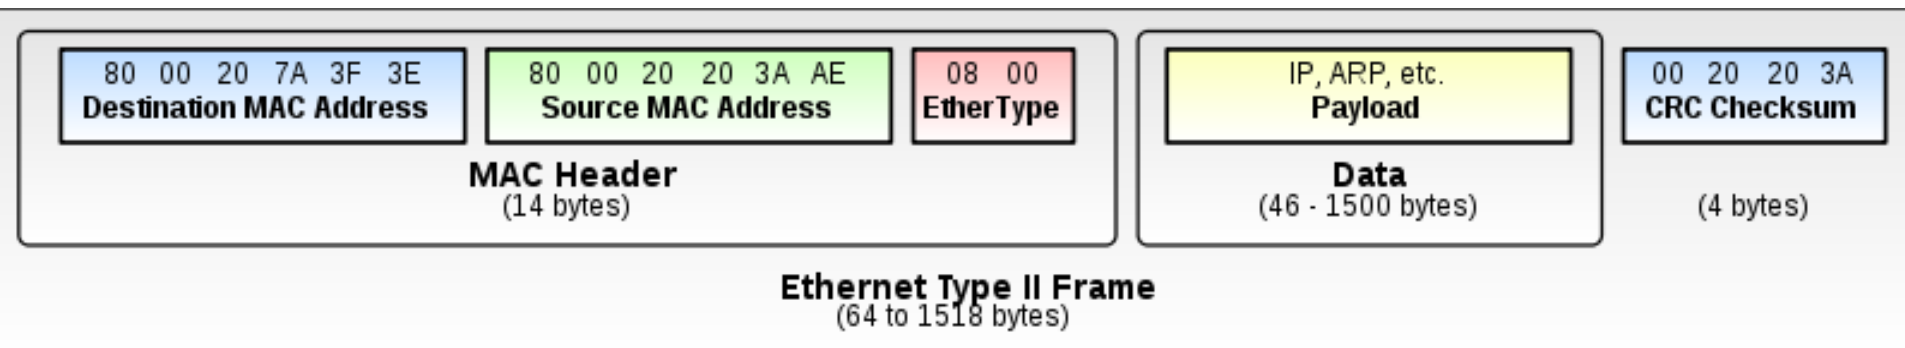 80 00 20 7A 3F 3E
Destination MAC Address
80 00 20 20 3A AE
Source MAC Address
08 00
EtherType
MAC Header
(14 bytes)
IP, ARP, etc.
Payload
Data
(46 - 1500 bytes)
00 20 20 3A
CRC Checksum
(4 bytes)
Ethernet Type II Frame
(64 to 1518 bytes)